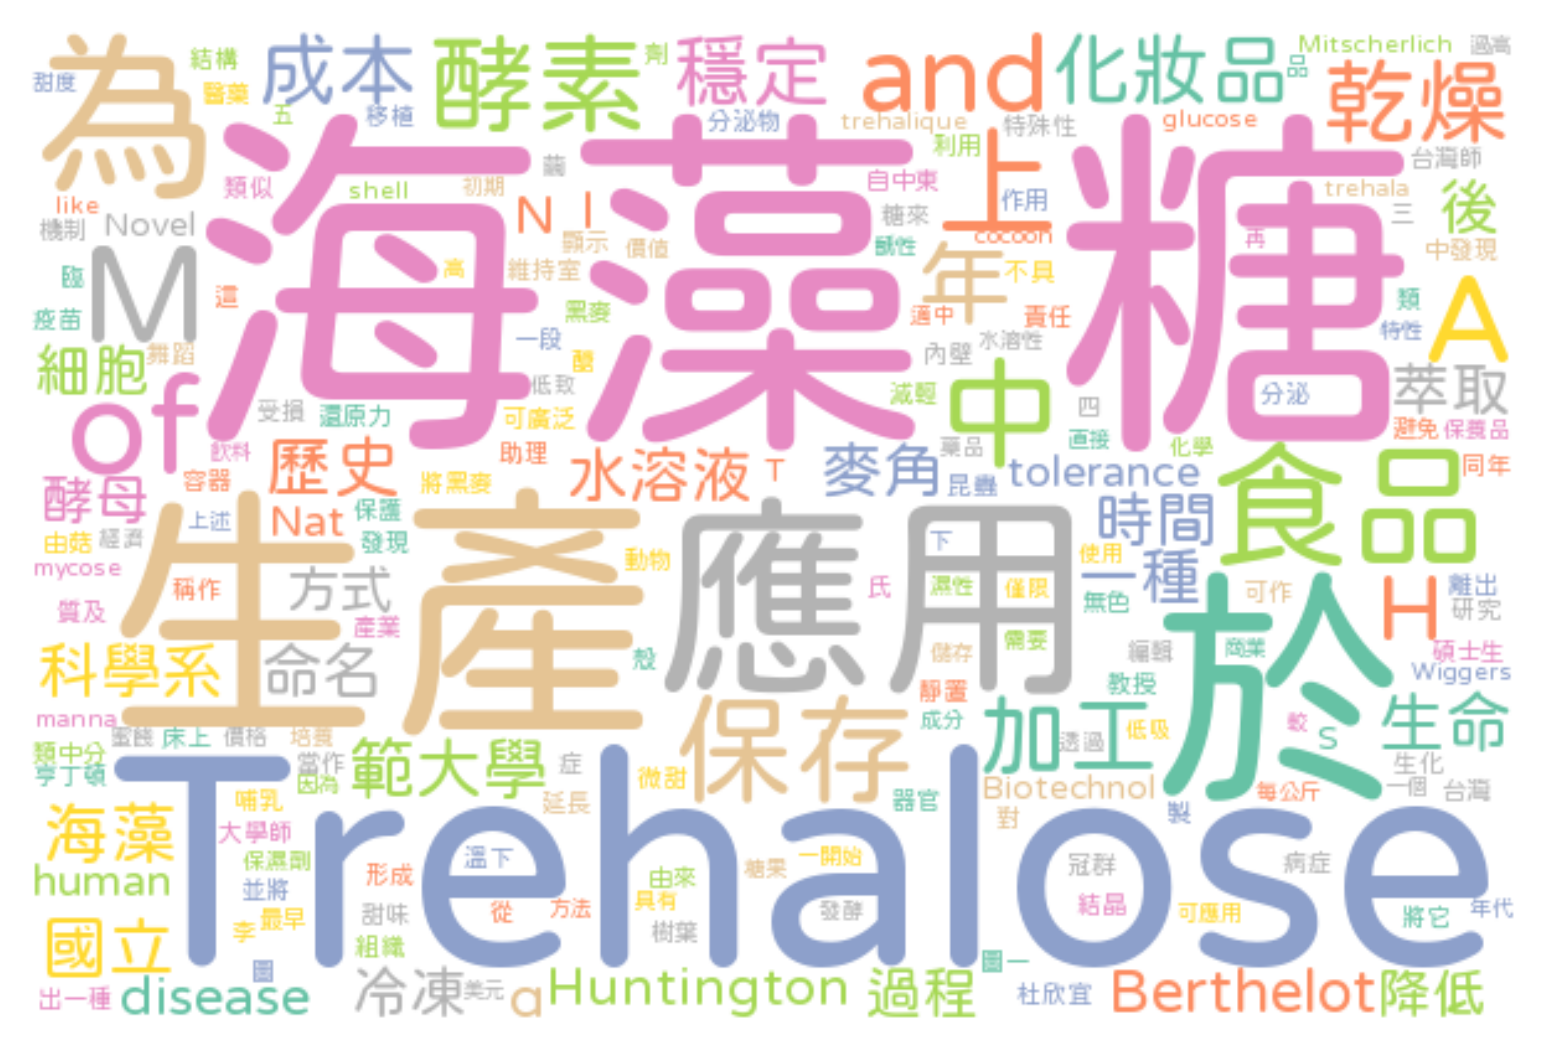 為
結構
成本
酵素
劑
穩定
and
化妝品
品
Mitscherlich
過高
甜度
醫藥
五
移植
分泌物
trehalique
特殊性
glucose
乾燥
海藻糖
類似
shell
初期
繭
利用
自中東
上
作用
台灣師
trehala
後
like
機制
Novel
N
I
顯示
價值
糖來
鹹性
cocoon
再
三
中發現
M
臨
這
高
維持室
黑麥
年
不具
適中
責任
類
特性
A
疫苗
細胞
舞蹈
一段
低致
內壁
水溶性
of
受損
還原力
可廣泛
減輕
中
四
分泌
萃取
飲料
歷史
助理
水溶液
T
麥角
藥品
昆蟲
直接
tolerance
化學
避免
保養品
同年
酵母
容器
將黑麥
上述
Nat
保護
發現
時間
食品
由菇
經濟
mycose
生產
應用
動物
下
使用
一種
稱作
方式
質及
產業
氏
濕性
僅限
無色
可作
於
H
離出
研究
科學系
命名
殼
儲存
需要
編輯
商業
碩士生
Wiggers
manna
靜置
教授
蜜餞
床上
價格
培養
保存
成分
加工
低吸
較
S
生命
類中分
亨丁頓
當作
因為
範大學
症
微甜
透過
生化
一個
台灣
Trehalose
哺乳
延長
器官
Biotechnol
對
製
每公斤
海藻
大學師
human
保濕劑
並將
溫下
形成
由來
糖果
一開始
冠群
病症
國立
李
最早
甜味
從
方法
具有
發酵
結晶
可應用
將它
年代
組織
樹葉
圖
圖一
出一種
disease
冷凍
美元
a
Huntington
過程
杜欣宜
Berthelot
降低